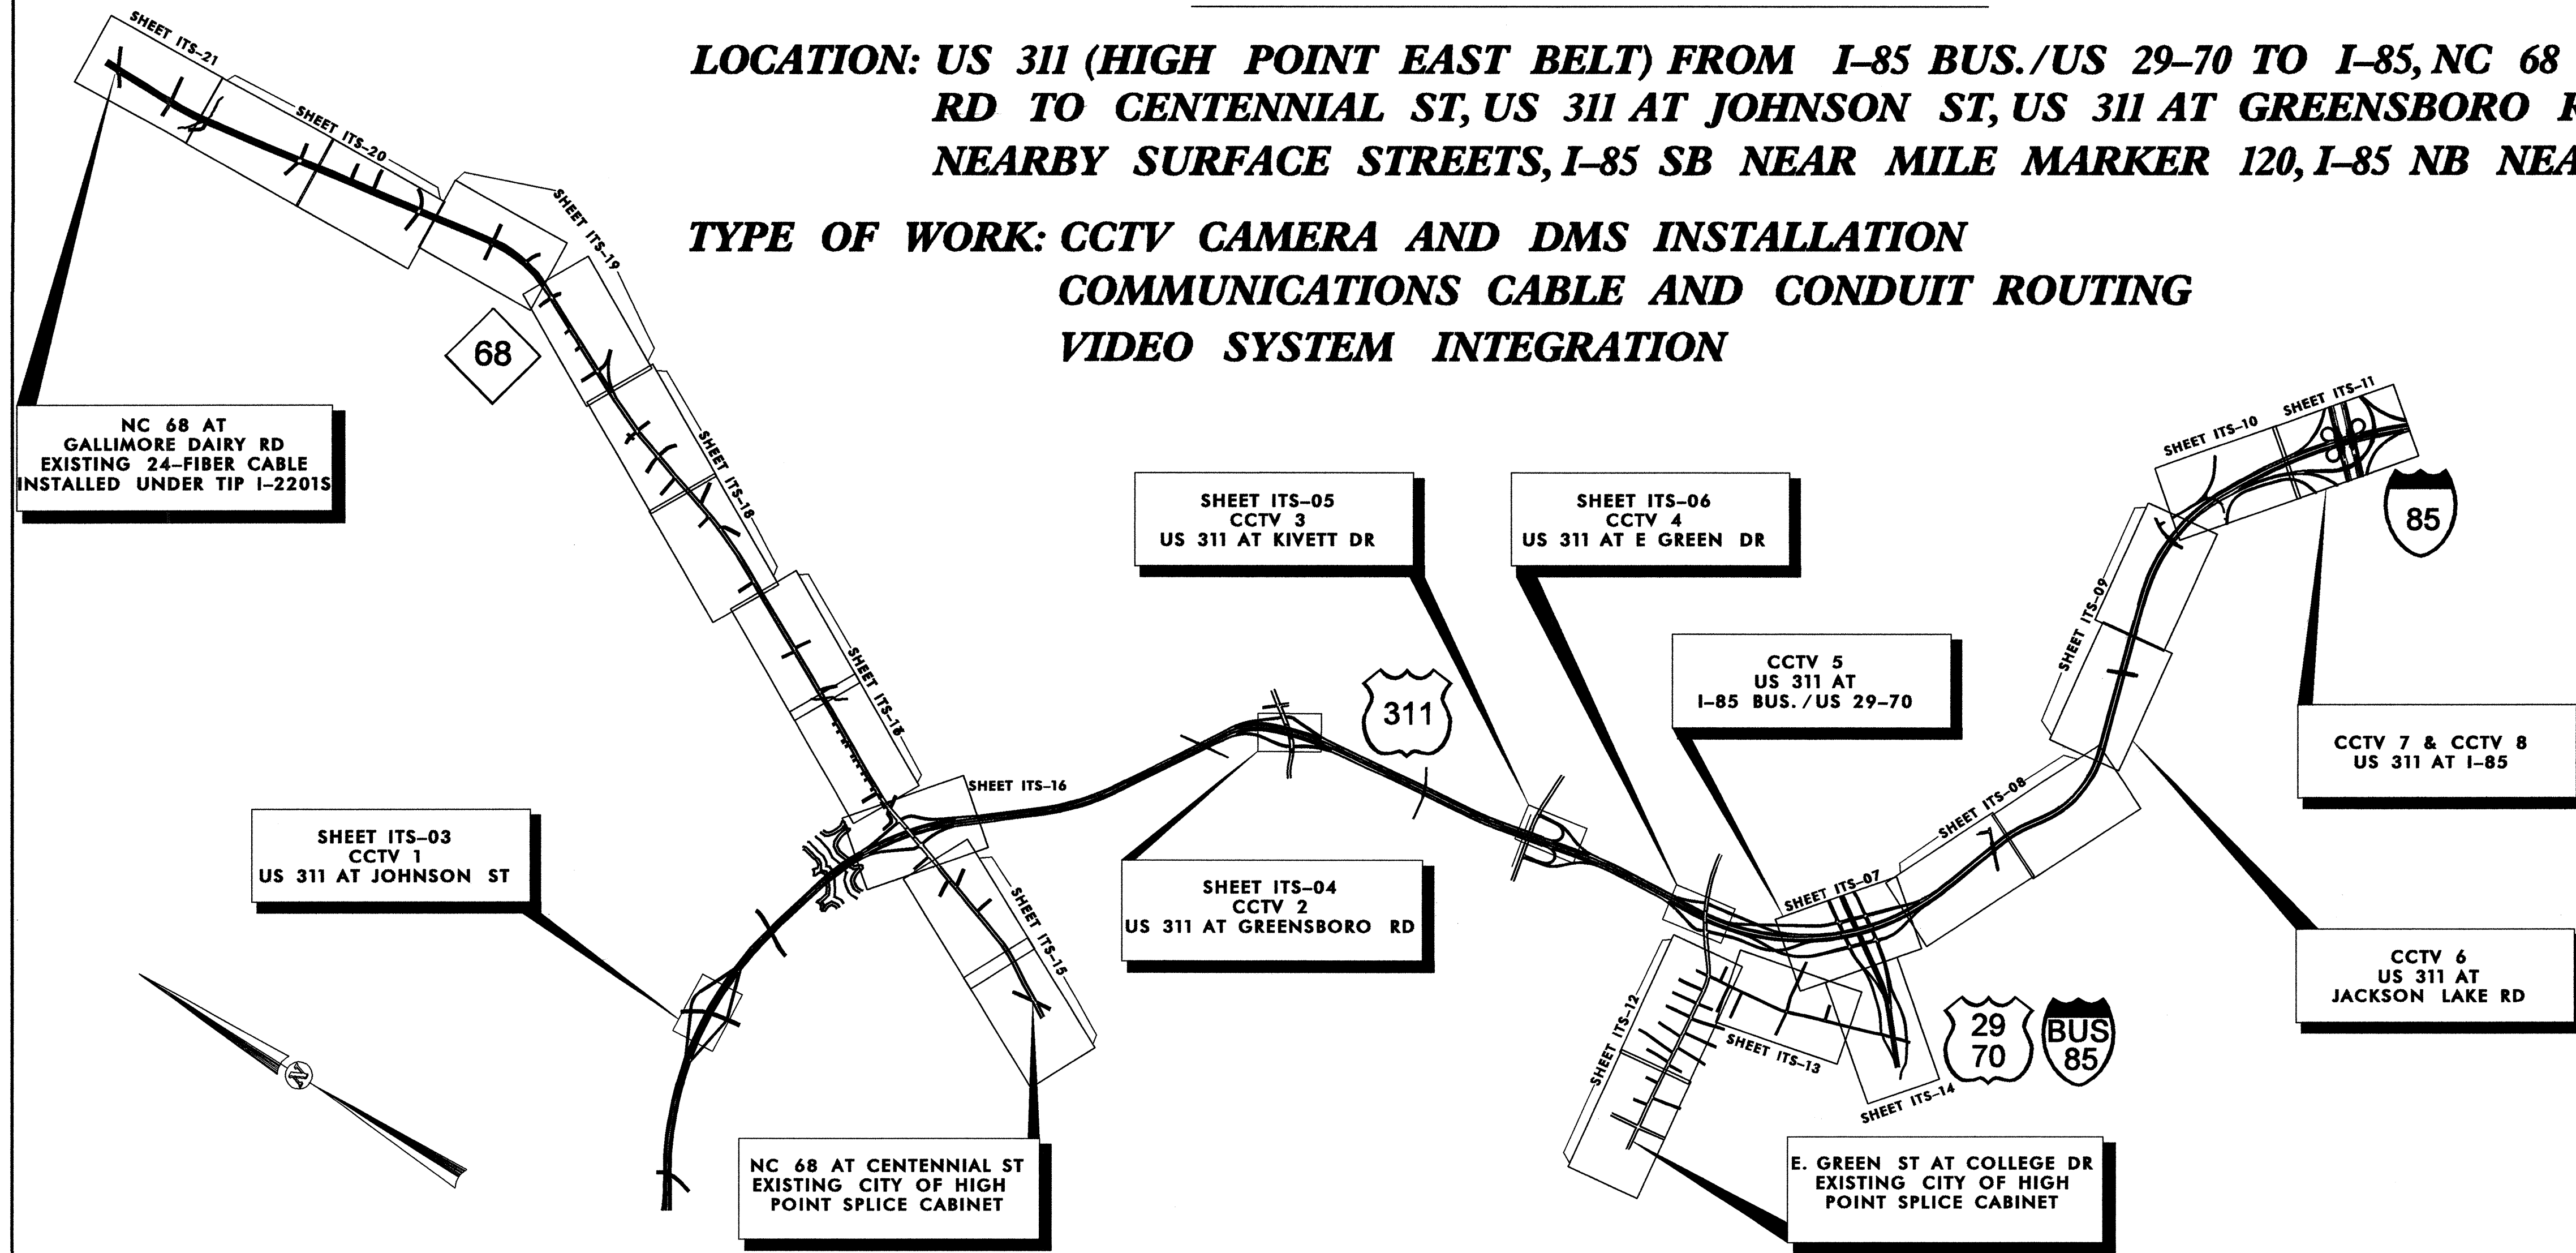 LOCATION: US 311 (HIGH POINT EAST BELT) FROM I-85 BUS./US 29-70 TO I-85, NC 68
RD TO CENTENNIAL ST, US 311 AT JOHNSON ST, US 311 AT GREENSBORO
NEARBY SURFACE STREETS, I-85 SB NEAR MILE MARKER 120, I-85 NB
TYPE OF WORK: CCTV CAMERA AND DMS INSTALLATION
COMMUNICATIONS CABLE AND CONDUIT ROUTING
VIDEO SYSTEM INTEGRATION
SHEET ITS-21
SHEET ITS-20
SHEET ITS-19
68
NC 68 AT
GALLIMORE DAIRY RD
EXISTING 24-FIBER CABLE
INSTALLED UNDER TIP I-2201S
SHEET ITS-18
SHEET ITS-11
SHEET ITS-10
85
SHEET ITS-05
CCTV 3
US 311 AT KIVETT DR
SHEET ITS-06
CCTV 4
US 311 AT E GREEN DR
SHEET ITS-09
CCTV 5
US 311 AT
I-85 BUS./US 29-70
311
CCTV 7 & CCTV 8
US 311 AT I-85
SHEET
SHEET ITS-16
SHEET ITS-08
SHEET ITS-03
CCTV 1
US 311 AT JOHNSON ST
SHEET ITS-04
CCTV 2
US 311 AT GREENSBORO RD
SHEET ITS-07
SHEET ITS-15
CCTV 6
US 311 AT
JACKSON LAKE RD
SHEET ITS-12
SHEET ITS-13
29
70
BUS
85
SHEET ITS-14
N
NC 68 AT CENTENNIAL ST
EXISTING CITY OF HIGH
POINT SPLICE CABINET
E. GREEN ST AT COLLEGE DR
EXISTING CITY OF HIGH
POINT SPLICE CABINET